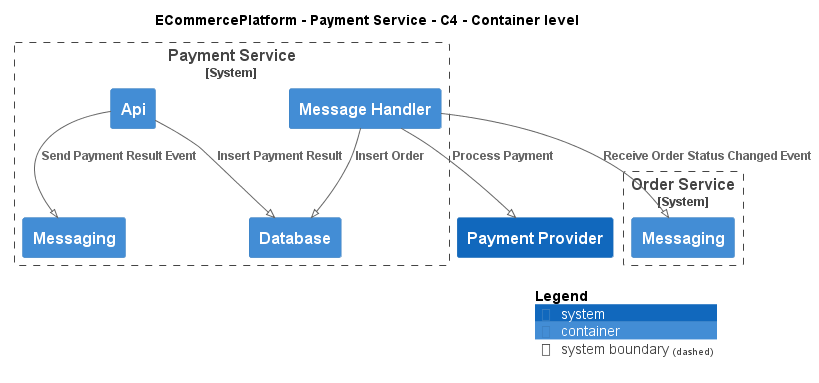 ECommercePlatform - Payment Service - C4 - Container level
Payment Service
[System]
Api
Message Handler
Send Payment Result Event
Insert Payment Result
Insert Order
Process Payment
Receive Order Status Changed Event
Order Service
[System]
Messaging
Database
Payment Provider
Messaging
Legend
system
container
system boundary (dashed)